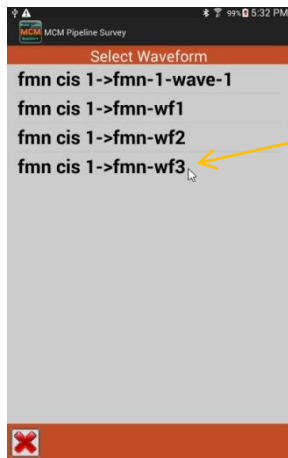 99% 5:32 PM
MCM MCM Pipeline Survey
Select Waveform
fmn cis 1->fmn-1-wave-1
fmn cis 1->fmn-wf1
fmn cis 1->fmn-wf2
fmn cis 1->fmn-wf3